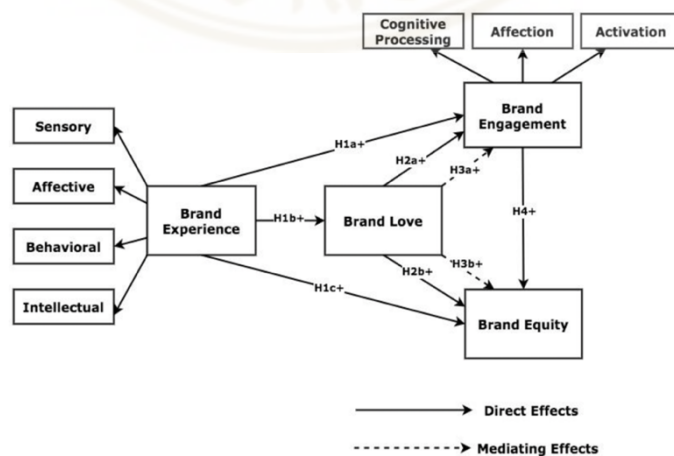 Cognitive
Processing
Affection
Activation
Brand
Engagement
Sensory
H1a+
H2a+
H3a+
Affective
Brand
Experience
H1b+
Brand Love
H4+
Behavioral
H3b+
H2b+
H1c+
Intellectual
Brand Equity
Direct Effects
Mediating Effects